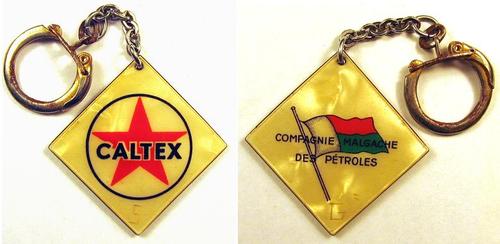 CALTEX
COMPAGNIE MALGACHE
DES PÉTROLES